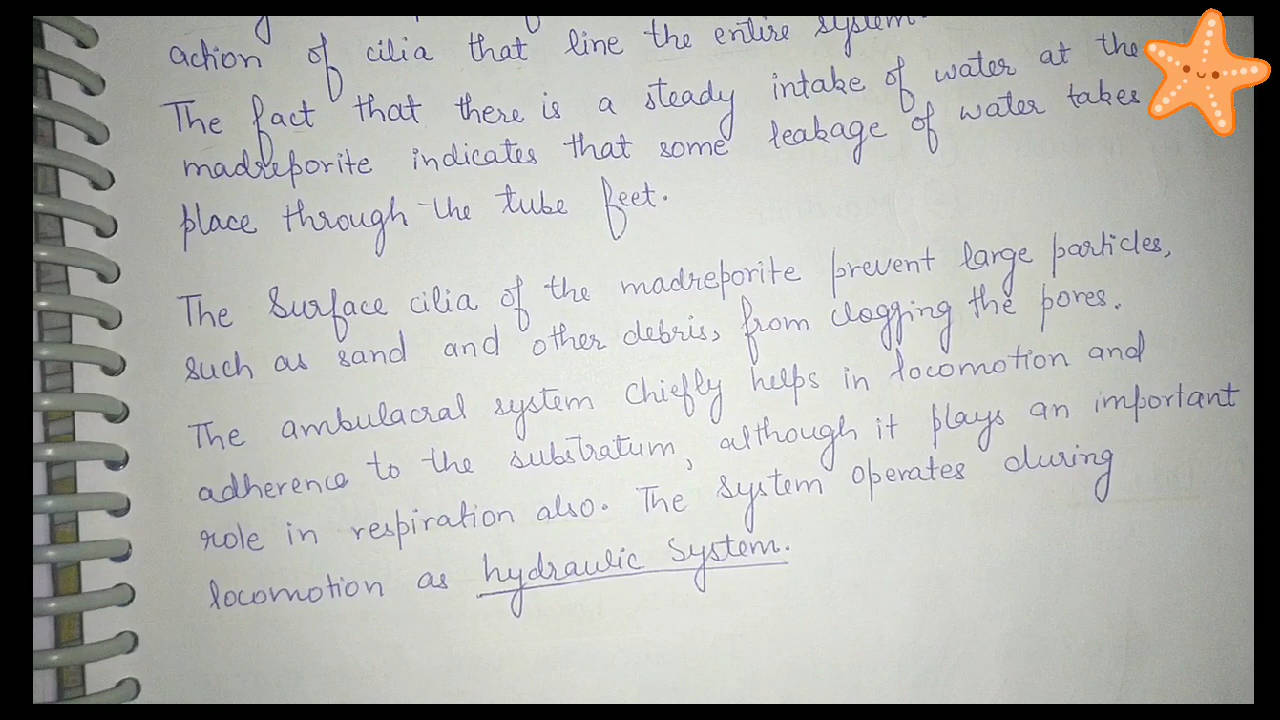 action of cilia that line the entire system.
The fact that there is a steady intake of water at the
madreporite indicates that some leakage of water takes
place through the tube feet.
The Surface cilia of the madreporite prevent large particles,
such as sand and other debris, from clogging the pores.
The ambulacral system chiefly helps in locomotion and
adherence to the substratum, although it plays an important
role in respiration also. The system operates during
locomotion as hydraulic system.